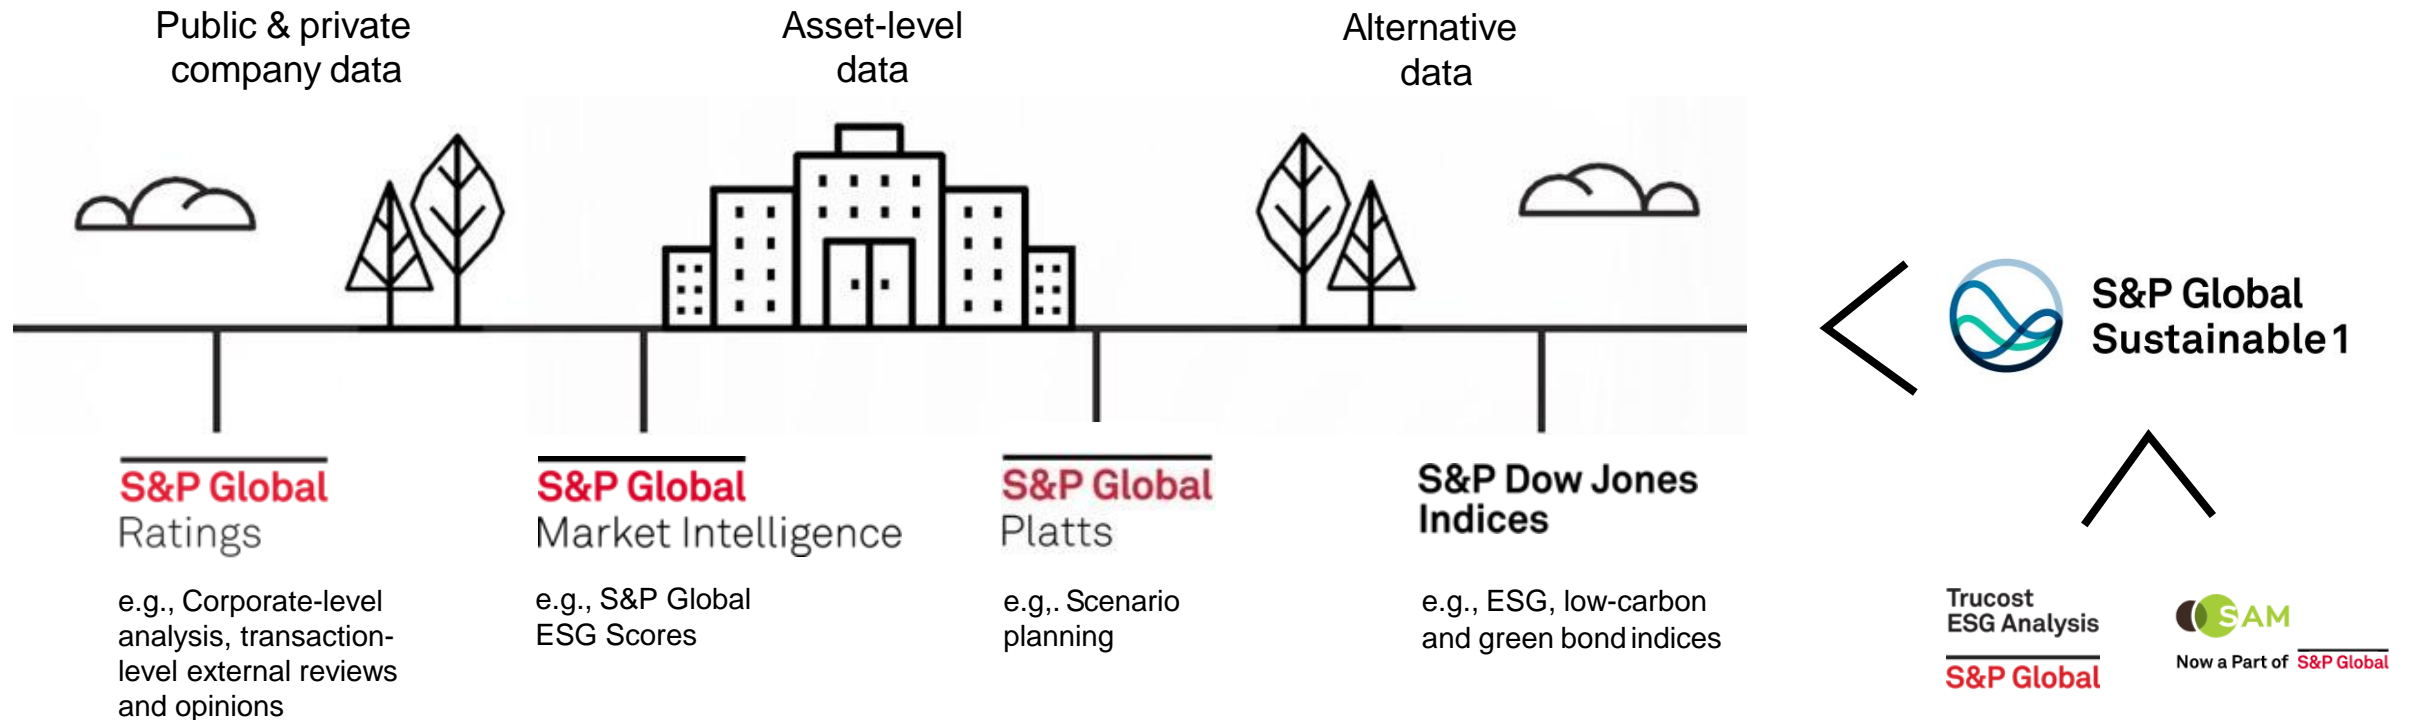 Public & private
company data
Asset-level
data
Alternative
data
S&P Global
Sustainable1
S&P Global
Ratings
e.g., Corporate-level
analysis, transaction-
level external reviews
and opinions
S&P Global
Market Intelligence
e.g., S&P Global
ESG Scores
S&P Global
Platts
e.g,. Scenario
planning
S&P Dow Jones
Indices
e.g., ESG, low-carbon
and green bond indices
Trucost
ESG Analysis
S&P Global
SAM
Now a Part of S&P Global